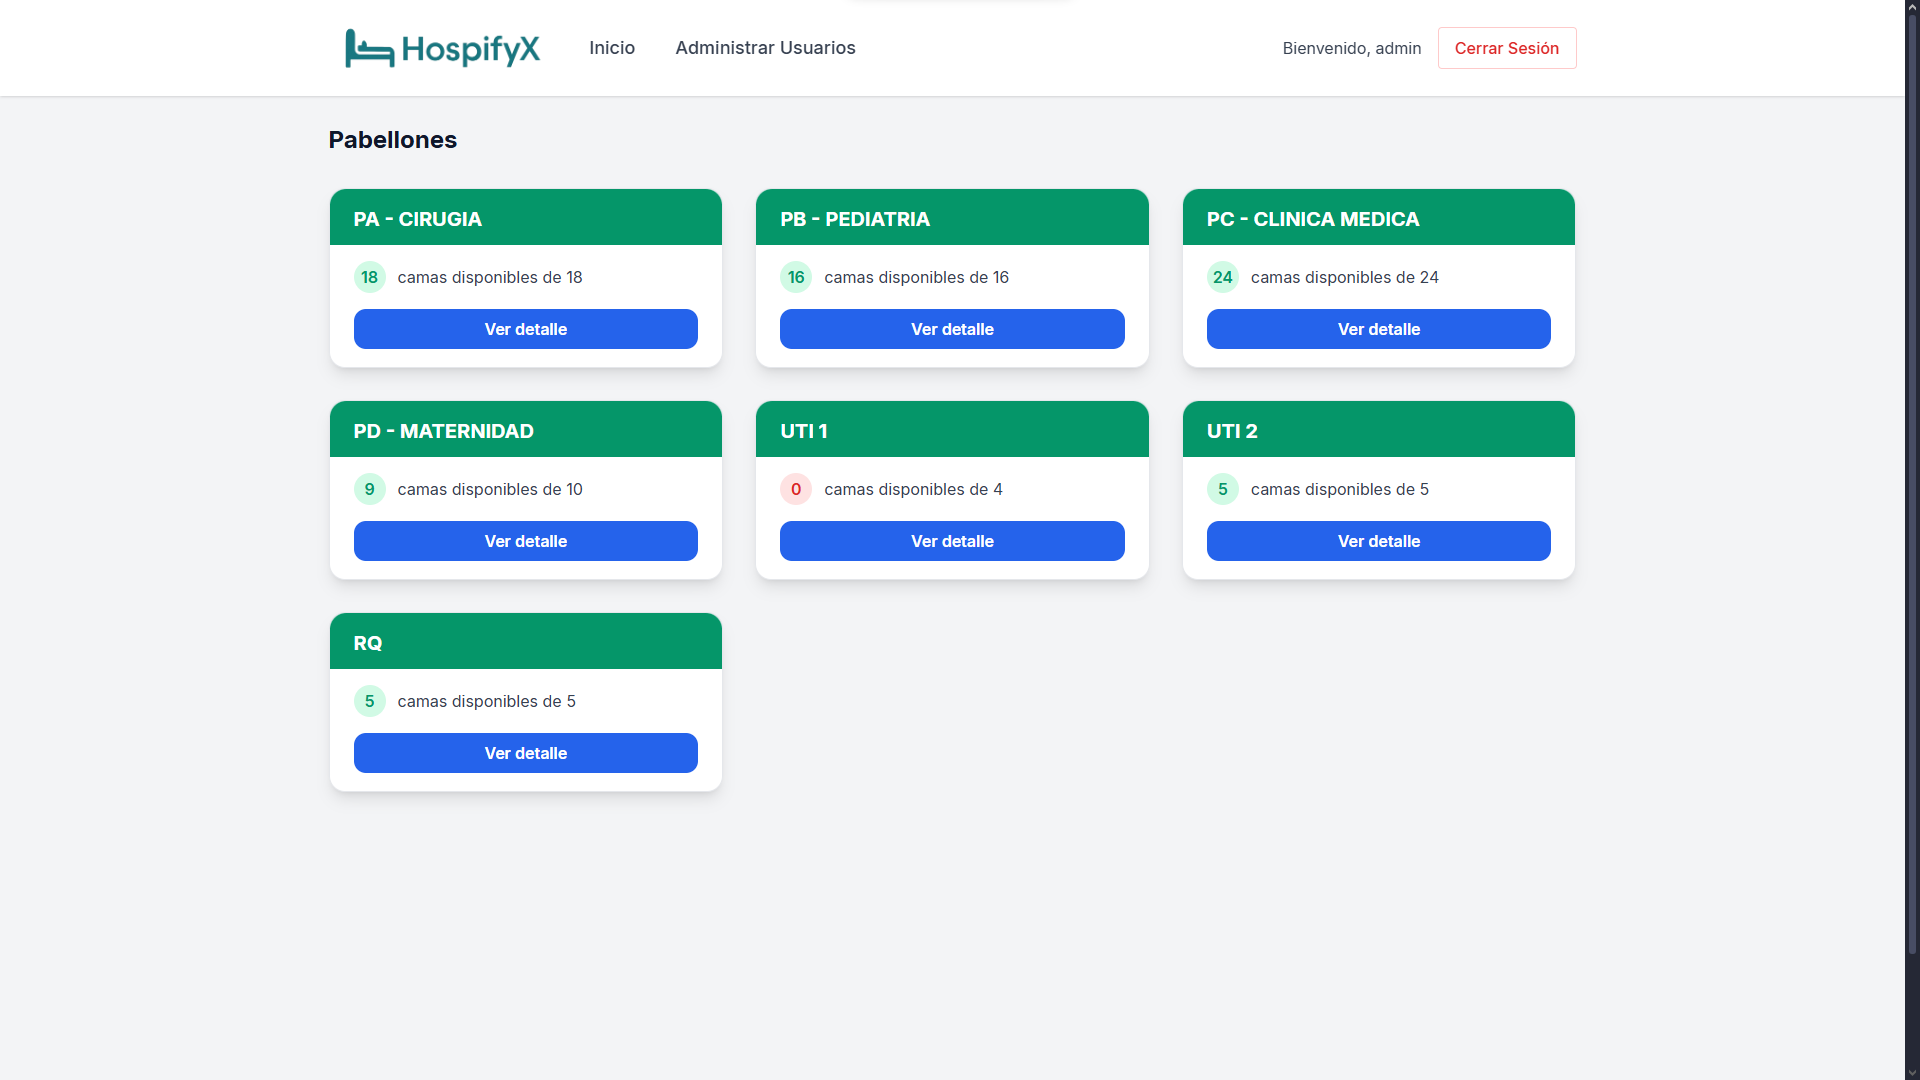 HospifyX
Inicio
Administrar Usuarios
Bienvenido, admin
Cerrar Sesión
Pabellones
PA - CIRUGIA
18 camas disponibles de 18
Ver detalle
PB - PEDIATRIA
16 camas disponibles de 16
Ver detalle
PC - CLINICA MEDICA
24 camas disponibles de 24
Ver detalle
PD - MATERNIDAD
9 camas disponibles de 10
Ver detalle
UTI 1
0 camas disponibles de 4
Ver detalle
UTI 2
5 camas disponibles de 5
Ver detalle
RQ
5 camas disponibles de 5
Ver detalle